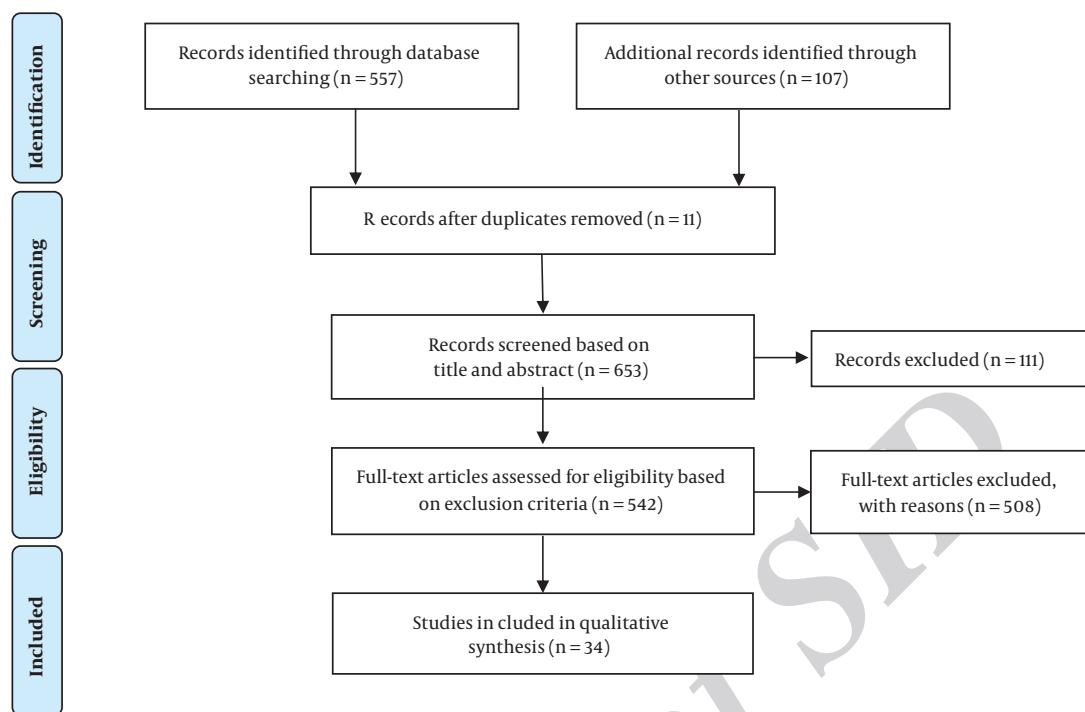 Identification
Records identified through database
searching (n = 557)
Additional records identified through
other sources (n = 107)
R ecords after duplicates removed (n = 11)
Screening
Records screened based on
title and abstract (n = 653)
Records excluded (n = 111)
Eligibility
Full-text articles assessed for eligibility based
on exclusion criteria (n = 542)
Full-text articles excluded,
with reasons (n = 508)
Included
Studies in cluded in qualitative
synthesis (n = 34)
SID